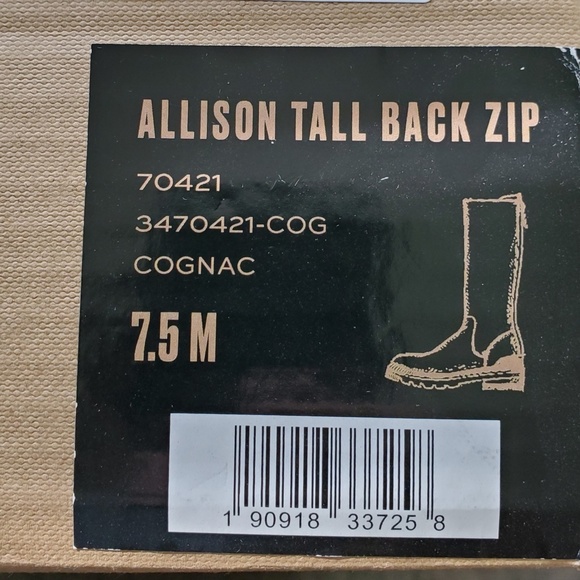 ALLISON TALL BACK ZIP
70421
3470421-COG
COGNAC
7.5 M
1 90918 33725 8